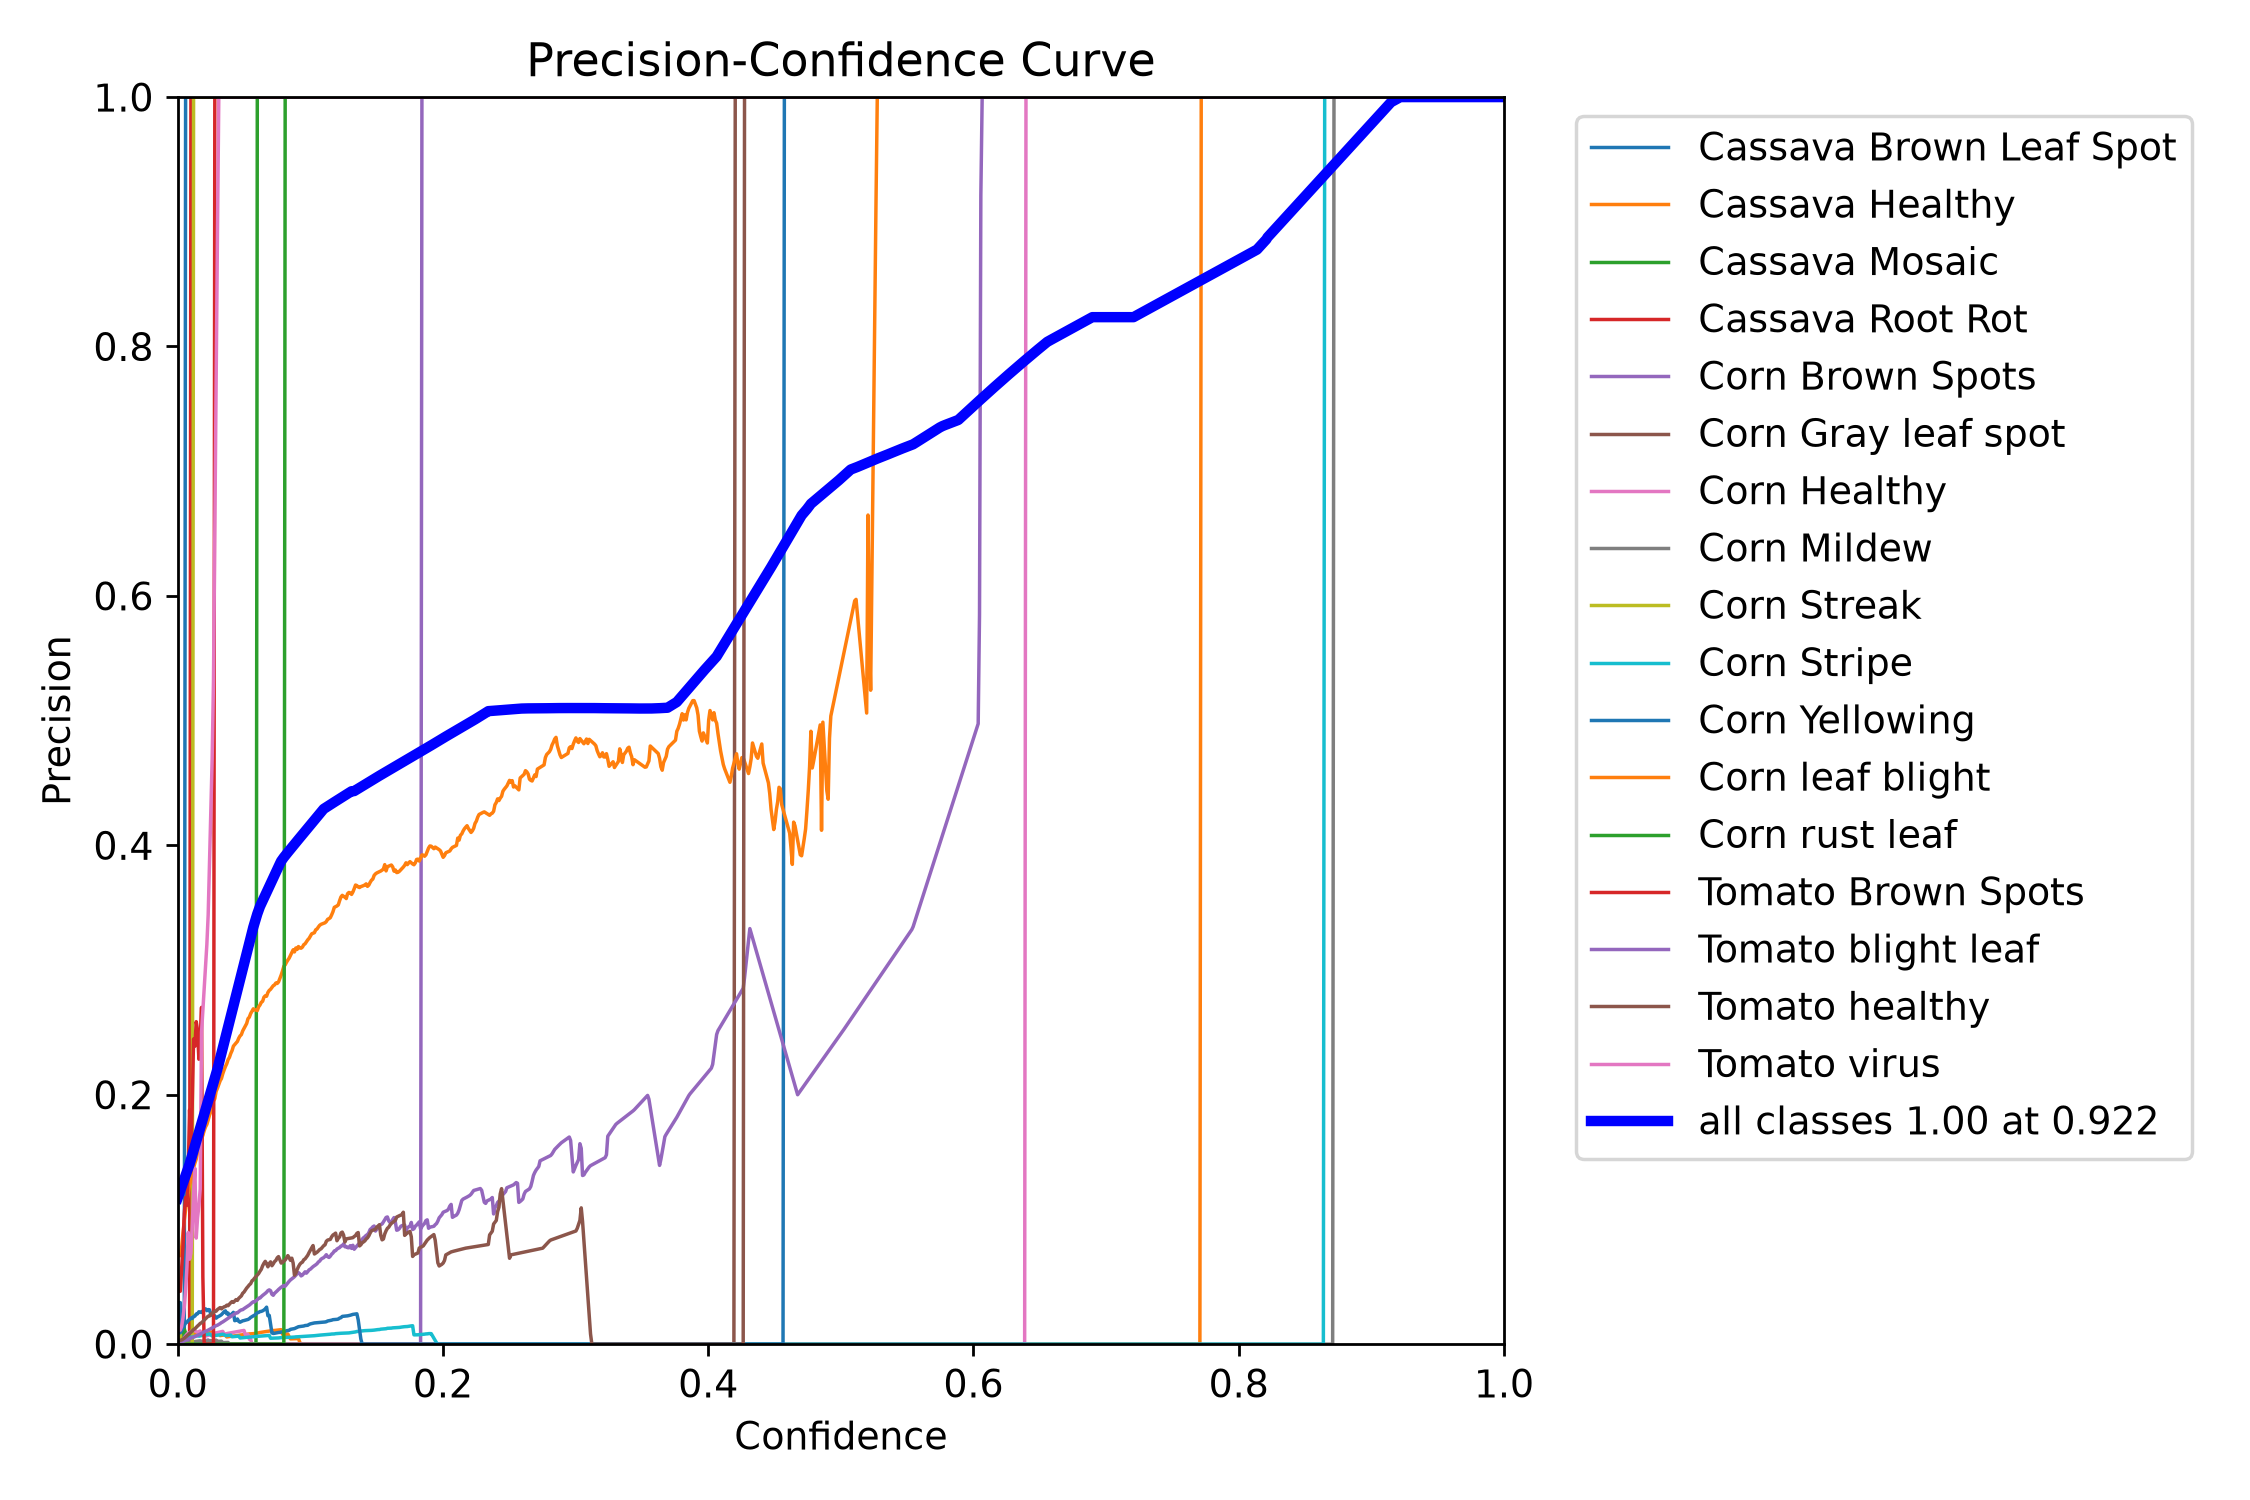 Precision-Confidence Curve
1.0
0.8
0.6
0.4
0.2
0.0
Precision
0.0 0.2 0.4 0.6 0.8 1.0
Confidence
Cassava Brown Leaf Spot
Cassava Healthy
Cassava Mosaic
Cassava Root Rot
Corn Brown Spots
Corn Gray leaf spot
Corn Healthy
Corn Mildew
Corn Streak
Corn Stripe
Corn Yellowing
Corn leaf blight
Corn rust leaf
Tomato Brown Spots
Tomato blight leaf
Tomato healthy
Tomato virus
all classes 1.00 at 0.922